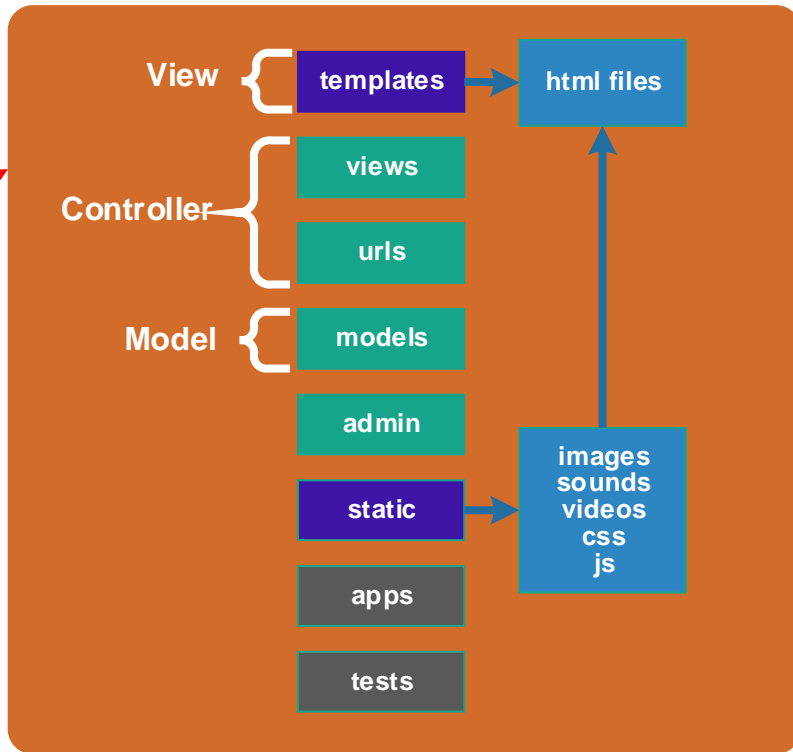 View
templates
html files
Controller
views
urls
Model
models
admin
static
images
sounds
videos
css
js
apps
tests